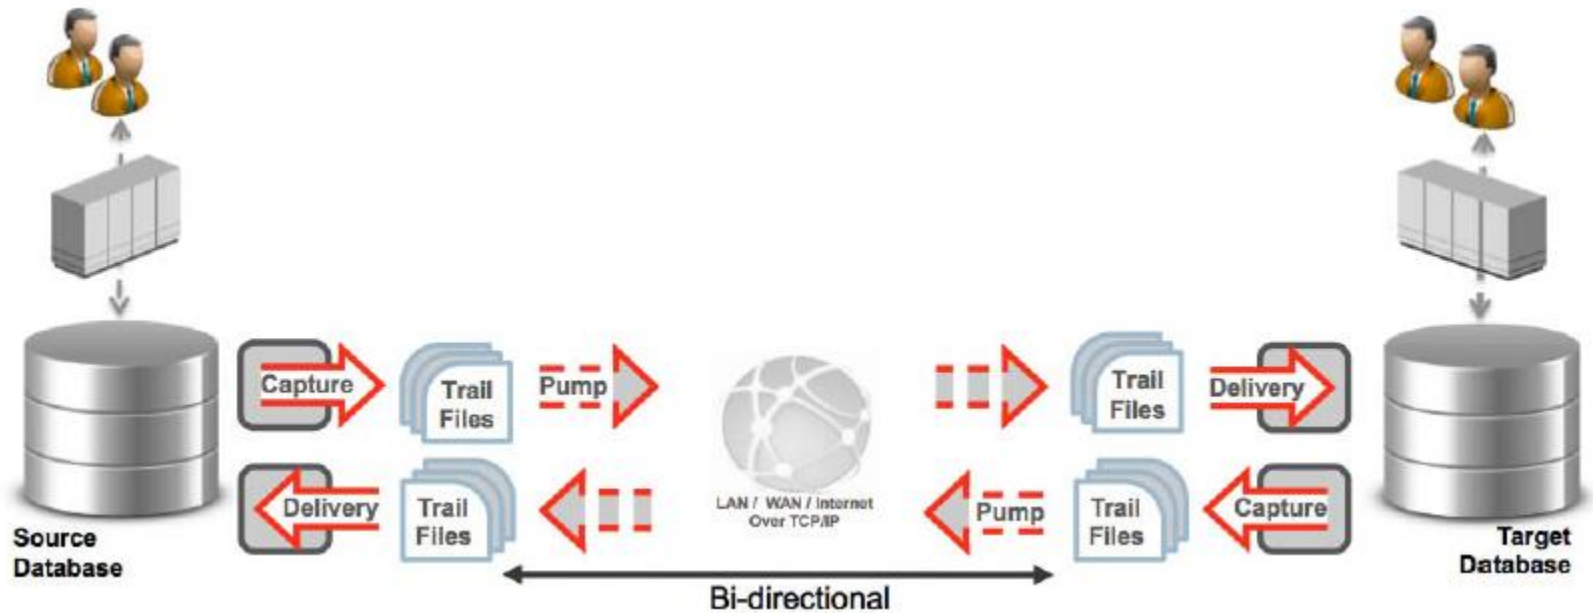 Capture
Trail
Files
Pump
Trail
Files
Delivery
LAN / WAN / Internet
Over TCP/IP
Delivery
Trail
Files
Pump
Trail
Files
Capture
Source
Database
Target
Database
Bi-directional